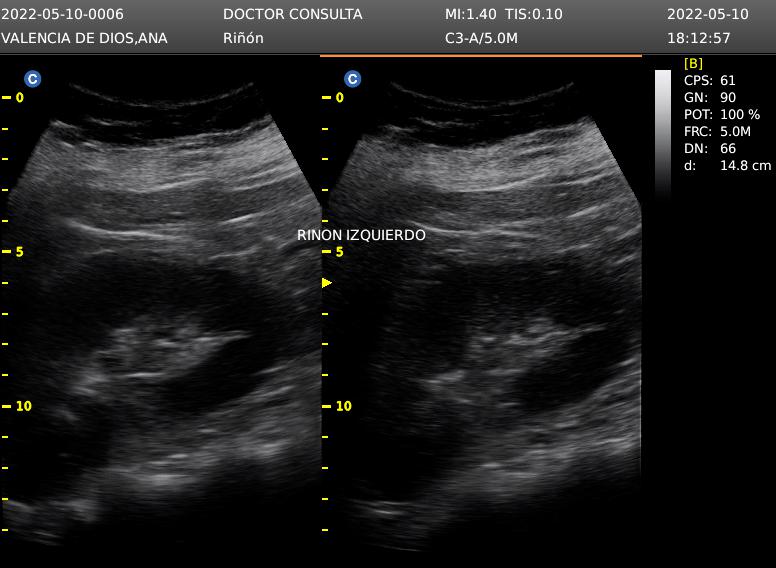 2022-05-10-0006 DOCTOR CONSULTA MI:1.40 TIS:0.10 2022-05-10
VALENCIA DE DIOS,ANA Riñón C3-A/5.0M 18:12:57
[B]
C C
0 0
CPS: 61
GN: 90
POT: 100 %
FRC: 5.0M
DN: 66
d: 14.8 cm
RINON IZQUIERDO
5 5
10 10